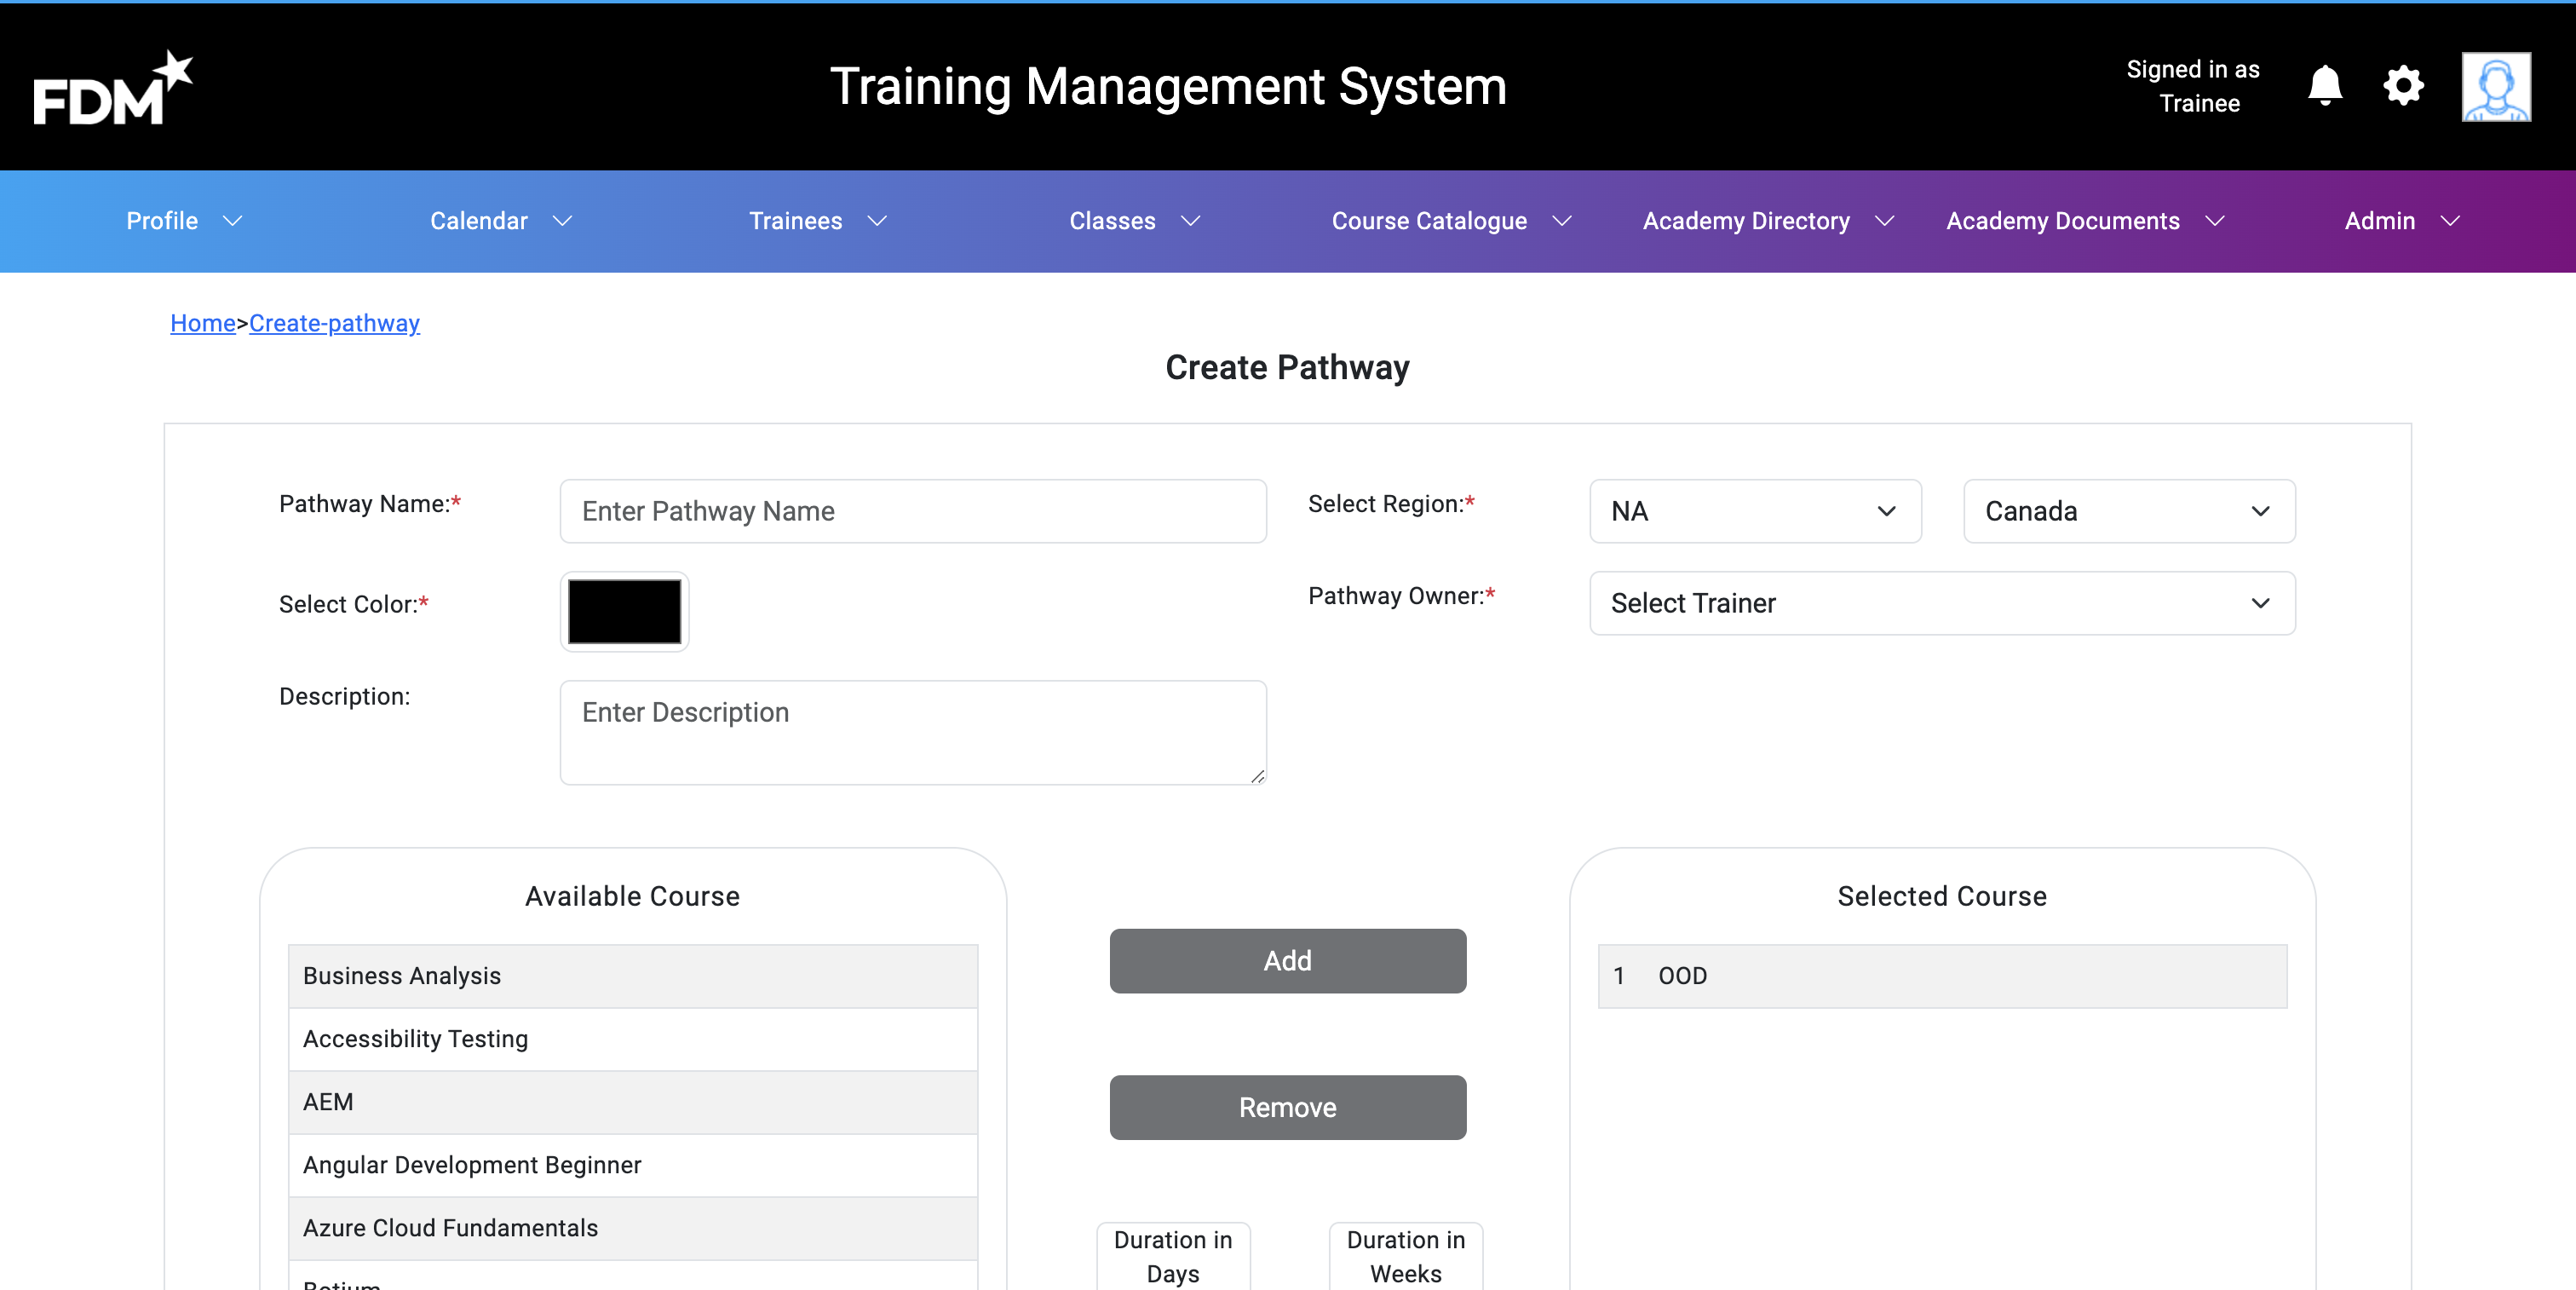 FDM
Training Management System
Signed in as
Trainee
Profile
Calendar
Trainees
Classes
Course Catalogue
Academy Directory
Academy Documents
Admin
Home>Create-pathway
Create Pathway
Pathway Name:*
Enter Pathway Name
Select Region:*
NA
Canada
Select Color:*
Pathway Owner:*
Select Trainer
Description:
Enter Description
Available Course
Business Analysis
Accessibility Testing
AEM
Angular Development Beginner
Azure Cloud Fundamentals
Add
Remove
Duration in
Days
Duration in
Weeks
Selected Course
1 OOD